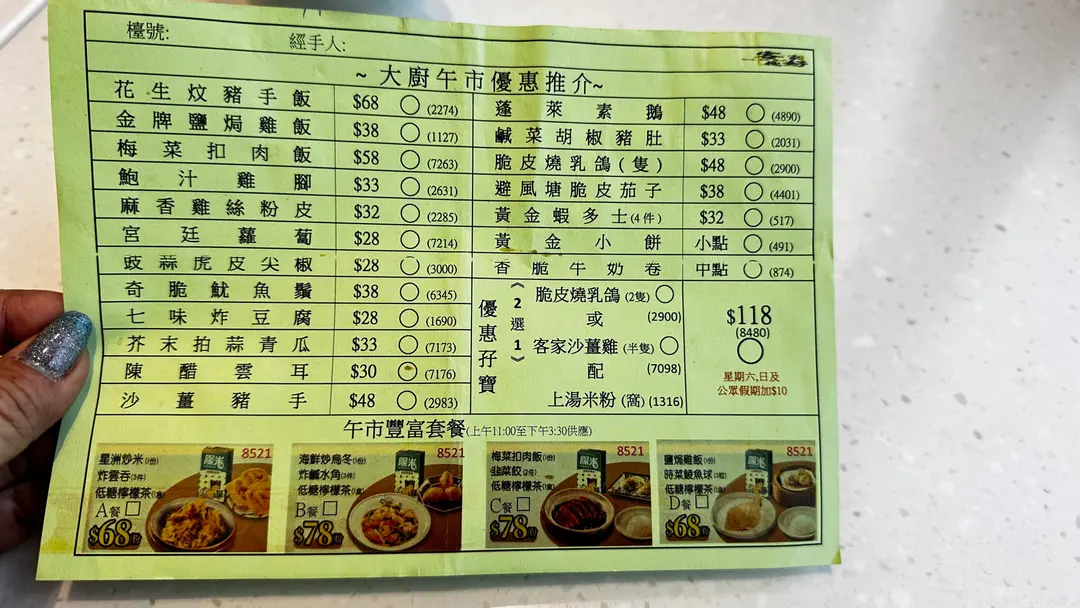 檯號:
經手人:
~ 大廚午市優惠推介~
花生炆豬手飯 $68 (2274)
金牌鹽焗雞飯 $38 (1127)
梅菜扣肉飯 $58 (7263)
鮑汁雞腳 $33 (2631)
麻香雞絲粉皮 $32 (2285)
宮廷蘿蔔 $28 (7214)
豉蒜虎皮尖椒 $28 (3000)
奇脆魷魚鬚 $38 (6345)
七味炸豆腐 $28 (1690)
芥末拍蒜青瓜 $33 (7173)
陳醋雲耳 $30 (7176)
沙薑豬手 $48 (2983)
蓬萊素鵝 $48 (4890)
鹹菜胡椒豬肚 $33 (2031)
脆皮燒乳鴿(隻) $48 (2900)
避風塘脆皮茄子 $38 (4401)
黃金蝦多士(4件) $32 (517)
黃金小餅 小點 (491)
香脆牛奶卷 中點 (874)
優惠孖寶
《2選1》
脆皮燒乳鴿(2隻)
或 (2900)
客家沙薑雞(半隻)
配 (7098)
上湯米粉(窩)(1316)
$118
(8480)
星期六,日及
公眾假期加$10
午市豐富套餐(上午11:00至下午3:30供應)
星洲炒米(1份)
炸雲吞(3件)
低糖檸檬茶(1盒)
A餐
$68
8521
陽光
海鮮炒烏冬(1份)
炸鹹水角(3件)
低糖檸檬茶(1盒)
B餐
$78
8521
陽光
梅菜扣肉飯(1份)
韭菜餃(2件)
低糖檸檬茶(1盒)
C餐
$78
8521
陽光
鹽焗雞飯(1份)
時菜鯪魚球(3粒)
低糖檸檬茶(1盒)
D餐
$68
8521
陽光